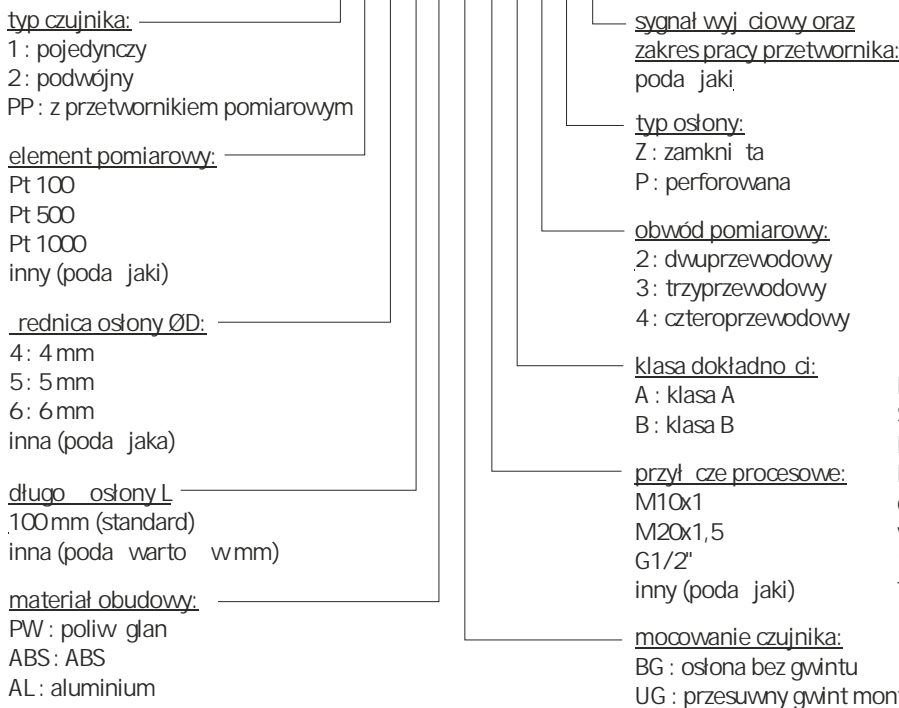 typ czujnika:
1 : pojedynczy
2 : podwójny
PP : z przetwornikiem pomiarowym
element pomiarowy:
Pt 100
Pt 500
Pt 1000
inny (poda jaki)
rednica osłony ØD:
4 : 4 mm
5 : 5 mm
6 : 6 mm
inna (poda jaka)
długo osłony L
100 mm (standard)
inna (poda warto w mm)
materiał obudowy:
PW : poliw glan
ABS : ABS
AL : aluminium
sygnał wyj ciowy oraz
zakres pracy przetwornika:
poda jaki
typ osłony:
Z : zamkni ta
P : perforowana
obwód pomiarowy:
2 : dwuprzewodowy
3 : trzyprzewodowy
4 : czteroprzewodowy
klasa dokładno ci:
A : klasa A
B : klasa B
przył cze procesowe:
M10x1
M20x1,5
G1/2"
inny (poda jaki)
mocowanie czujnika:
BG : osłona bez gwintu
UG : przesuwny gwint